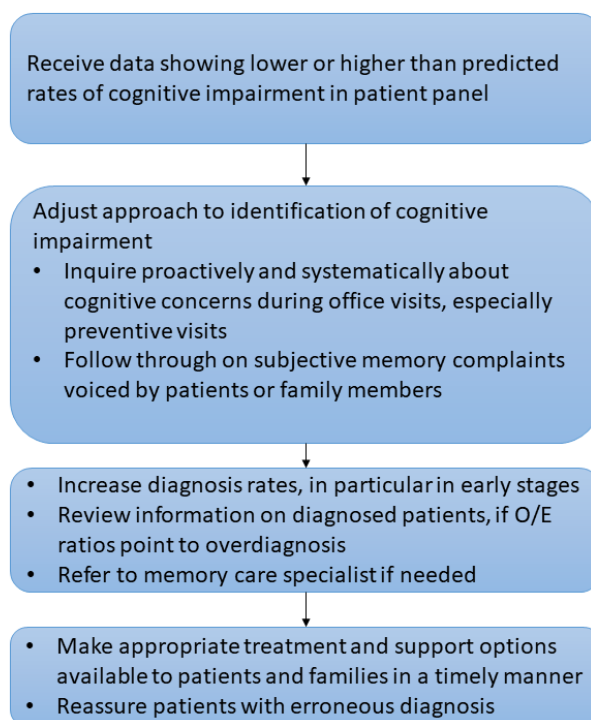 Receive data showing lower or higher than predicted
rates of cognitive impairment in patient panel
Adjust approach to identification of cognitive
impairment
• Inquire proactively and systematically about
cognitive concerns during office visits, especially
preventive visits
• Follow through on subjective memory complaints
voiced by patients or family members
• Increase diagnosis rates, in particular in early stages
• Review information on diagnosed patients, if O/E
ratios point to overdiagnosis
• Refer to memory care specialist if needed
• Make appropriate treatment and support options
available to patients and families in a timely manner
• Reassure patients with erroneous diagnosis